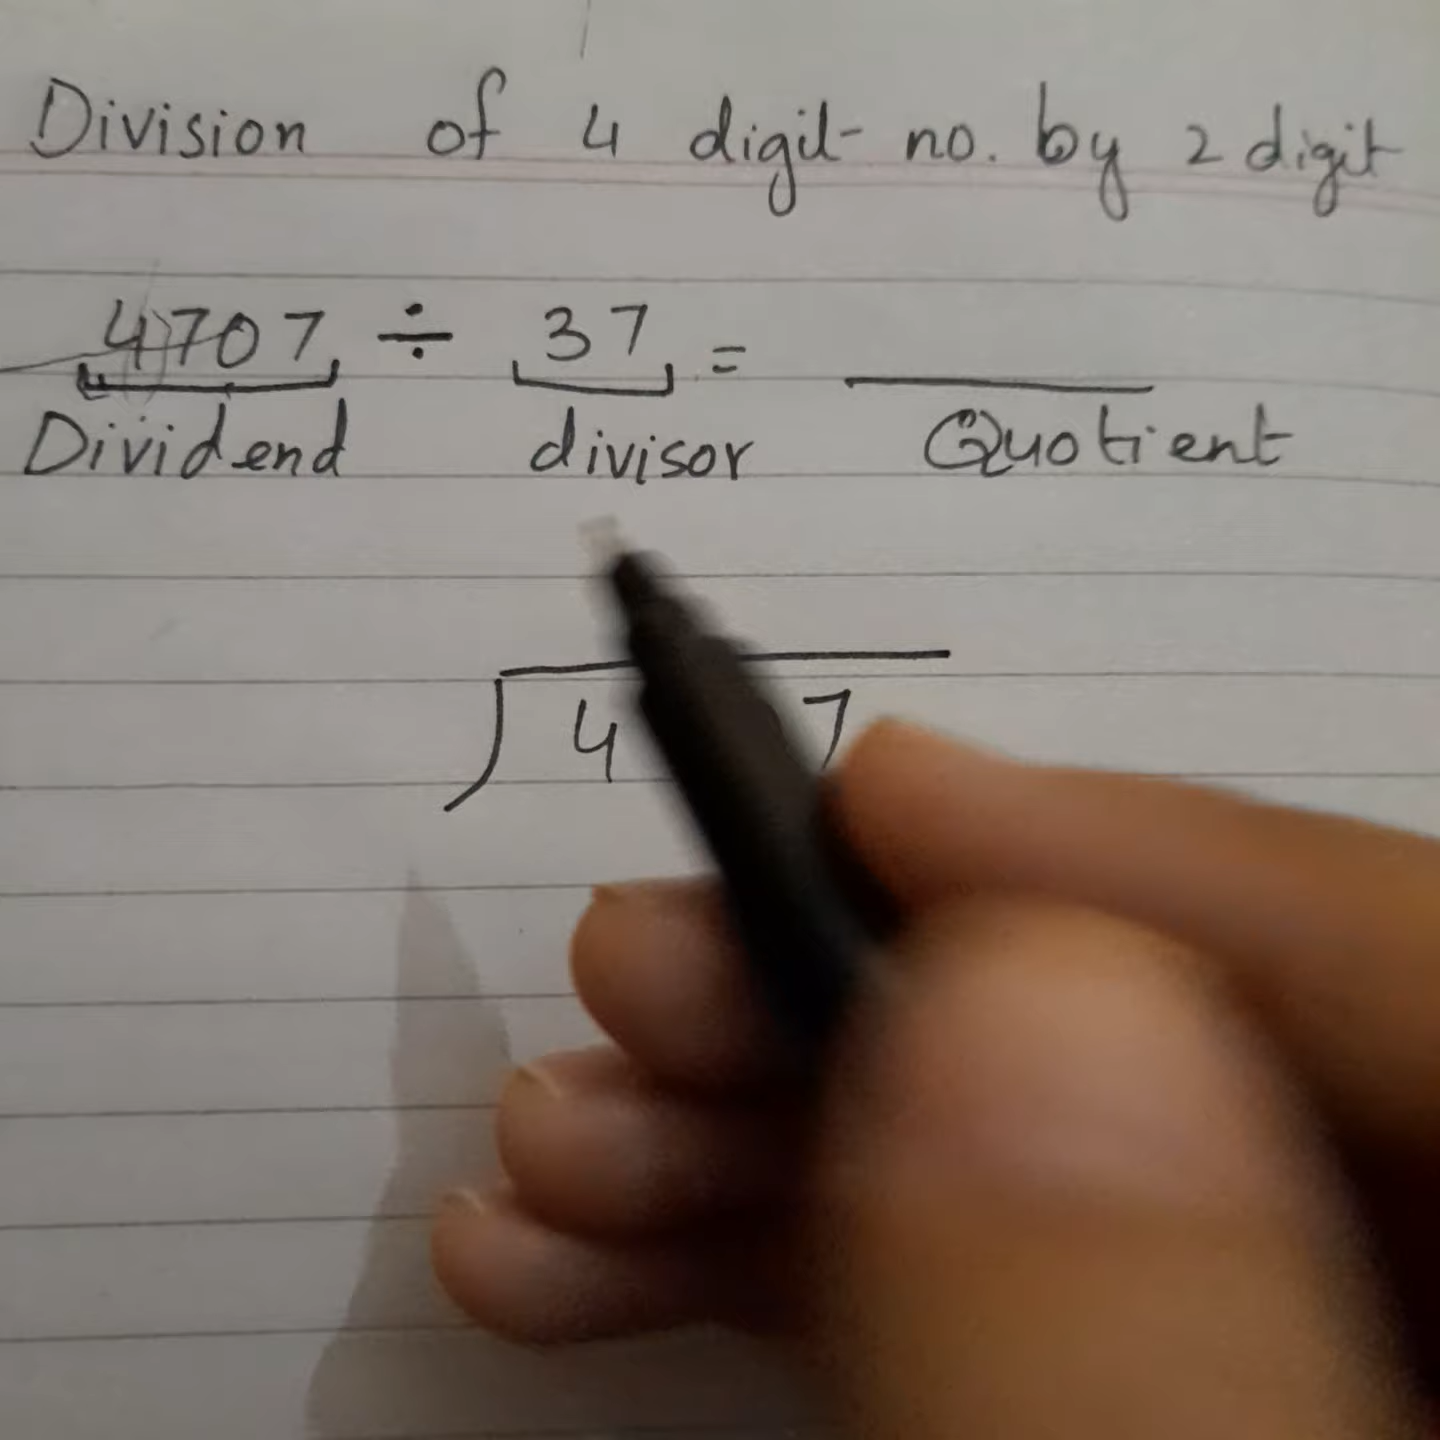 Division of 4 digit no. by 2 digit
4707 ÷ 37 =
Dividend divisor Quotient
4 7